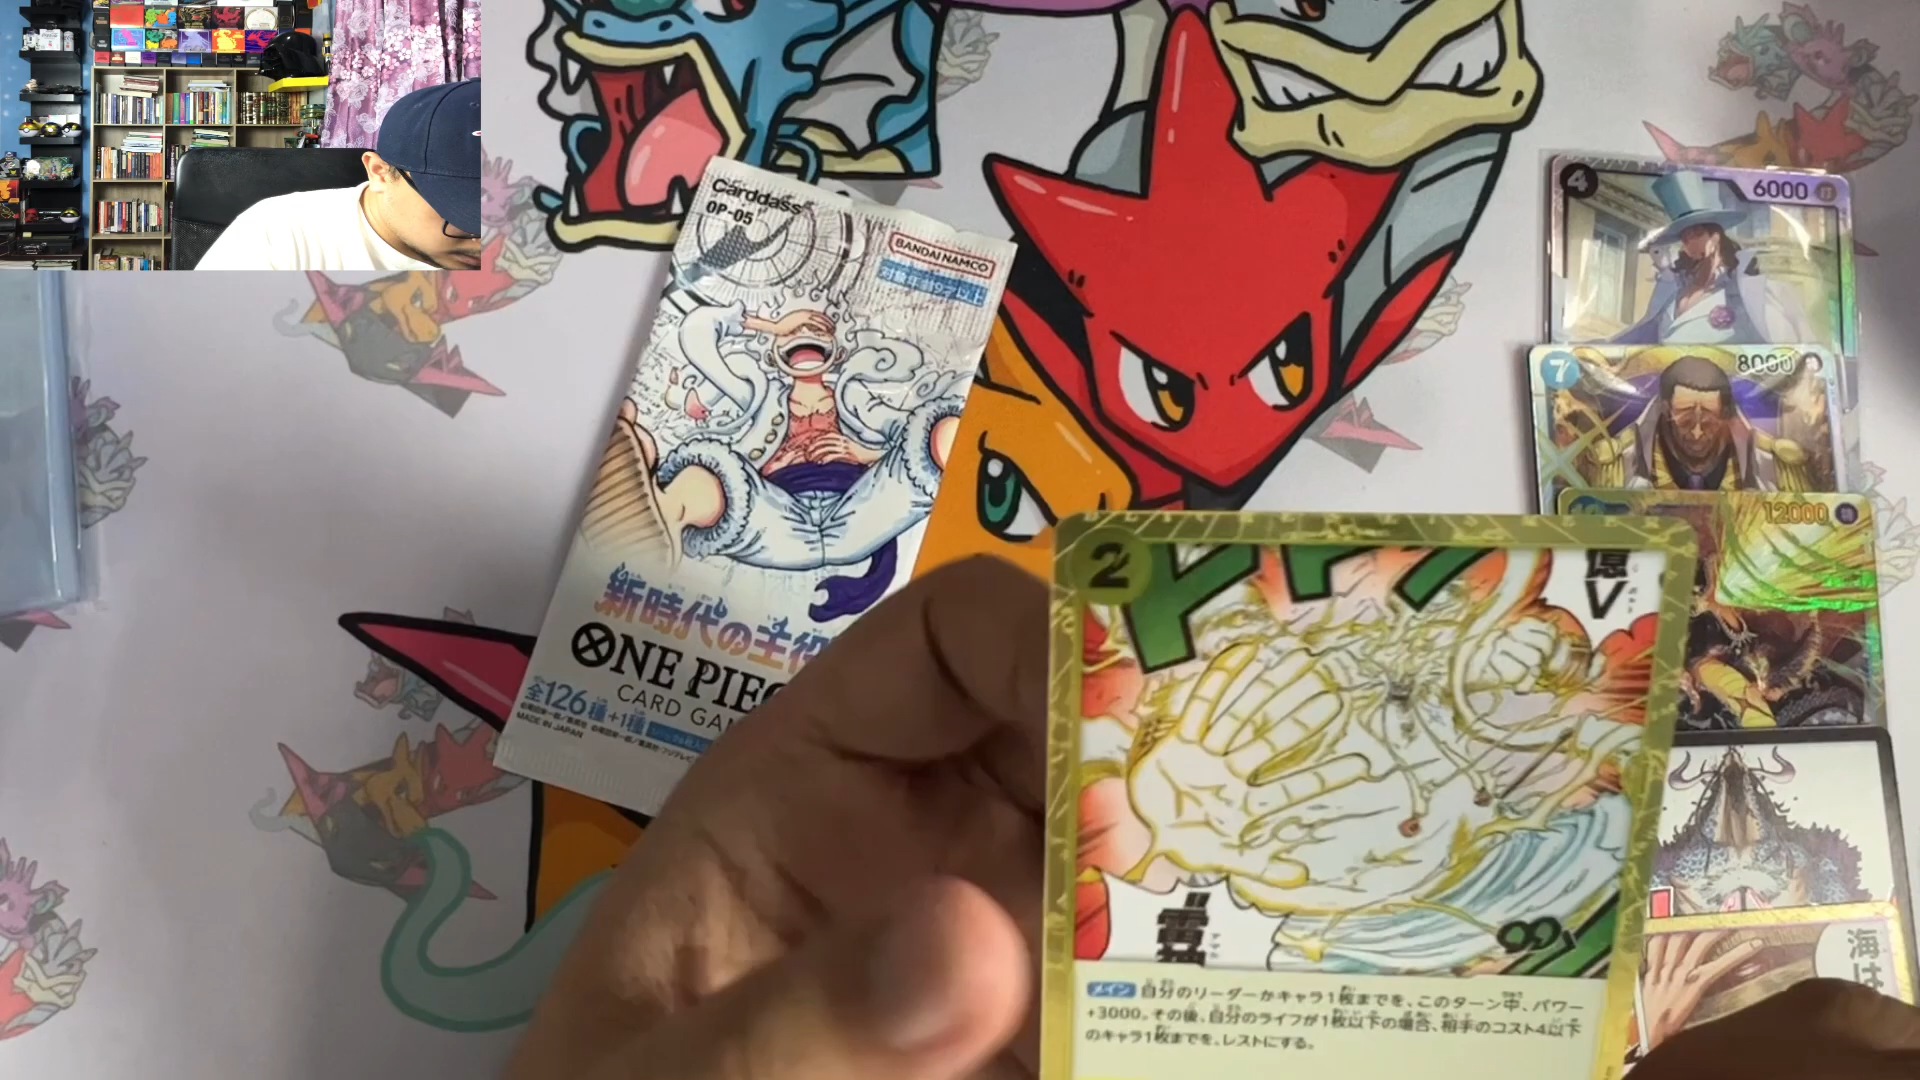 Carddass
OP-05
BANDAI NAMCO
対象年齢9才以上
新時代の主役
ONE PIEC
CARD GAM
全126種+1種
MADE IN JAPAN
4
6000
7
8000
12000
2
億V
雷
メイン 自分のリーダーかキャラ1枚までを、このターン中、パワー
+3000。その後、自分のライフが1枚以下の場合、相手のコスト4以下
のキャラ1枚までを、レストにする。
海は